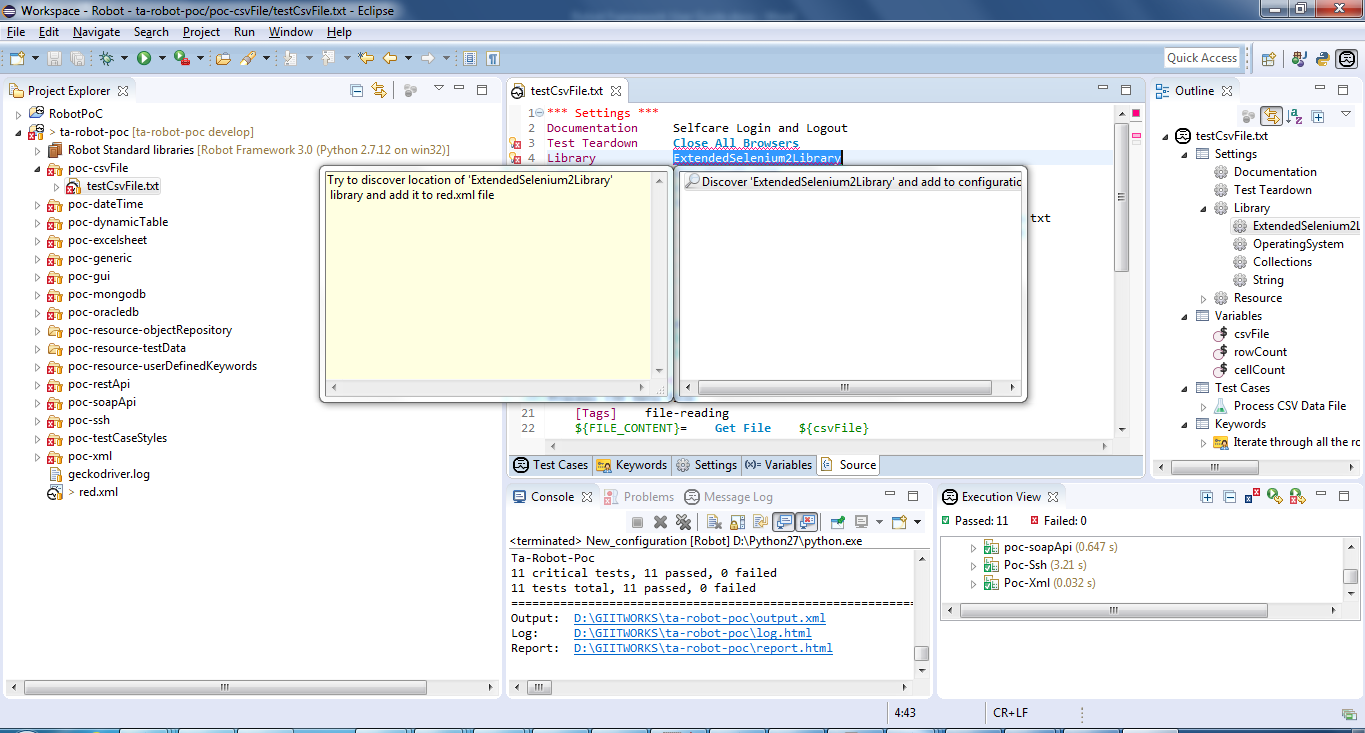 Workspace - Robot - ta-robot-poc/poc-csvFile/testCsvFile.txt - Eclipse
File Edit Navigate Search Project Run Window Help
Quick Access
Project Explorer
RobotPoC
> ta-robot-poc [ta-robot-poc develop]
Robot Standard libraries [Robot Framework 3.0 (Python 2.7.12 on win32)]
poc-csvFile
testCsvFile.txt
poc-dateTime
poc-dynamicTable
poc-excelsheet
poc-generic
poc-gui
poc-mongodb
poc-oracledb
poc-resource-objectRepository
poc-resource-testData
poc-resource-userDefinedKeywords
poc-restApi
poc-soapApi
poc-ssh
poc-testCaseStyles
poc-xml
geckodriver.log
> red.xml
testCsvFile.txt
1 *** Settings ***
2 Documentation Selfcare Login and Logout
3 Test Teardown Close All Browsers
4 Library ExtendedSelenium2Library
Try to discover location of 'ExtendedSelenium2Library'
library and add it to red.xml file
Discover 'ExtendedSelenium2Library' and add to configuratio
txt
21 [Tags] file-reading
22 ${FILE_CONTENT}= Get File ${csvFile}
Test Cases Keywords Settings (x)= Variables Source
Outline
testCsvFile.txt
Settings
Documentation
Test Teardown
Library
ExtendedSelenium2L
OperatingSystem
Collections
String
Resource
Variables
csvFile
rowCount
cellCount
Test Cases
Process CSV Data File
Keywords
Iterate through all the ro
Console Problems Message Log
<terminated> New_configuration [Robot] D:\Python27\python.exe
Ta-Robot-Poc
11 critical tests, 11 passed, 0 failed
11 tests total, 11 passed, 0 failed
==========================================================
Output: D:\GIITWORKS\ta-robot-poc\output.xml
Log: D:\GIITWORKS\ta-robot-poc\log.html
Report: D:\GIITWORKS\ta-robot-poc\report.html
Execution View
Passed: 11 Failed: 0
poc-soapApi (0.647 s)
Poc-Ssh (3.21 s)
Poc-Xml (0.032 s)
4:43 CR+LF